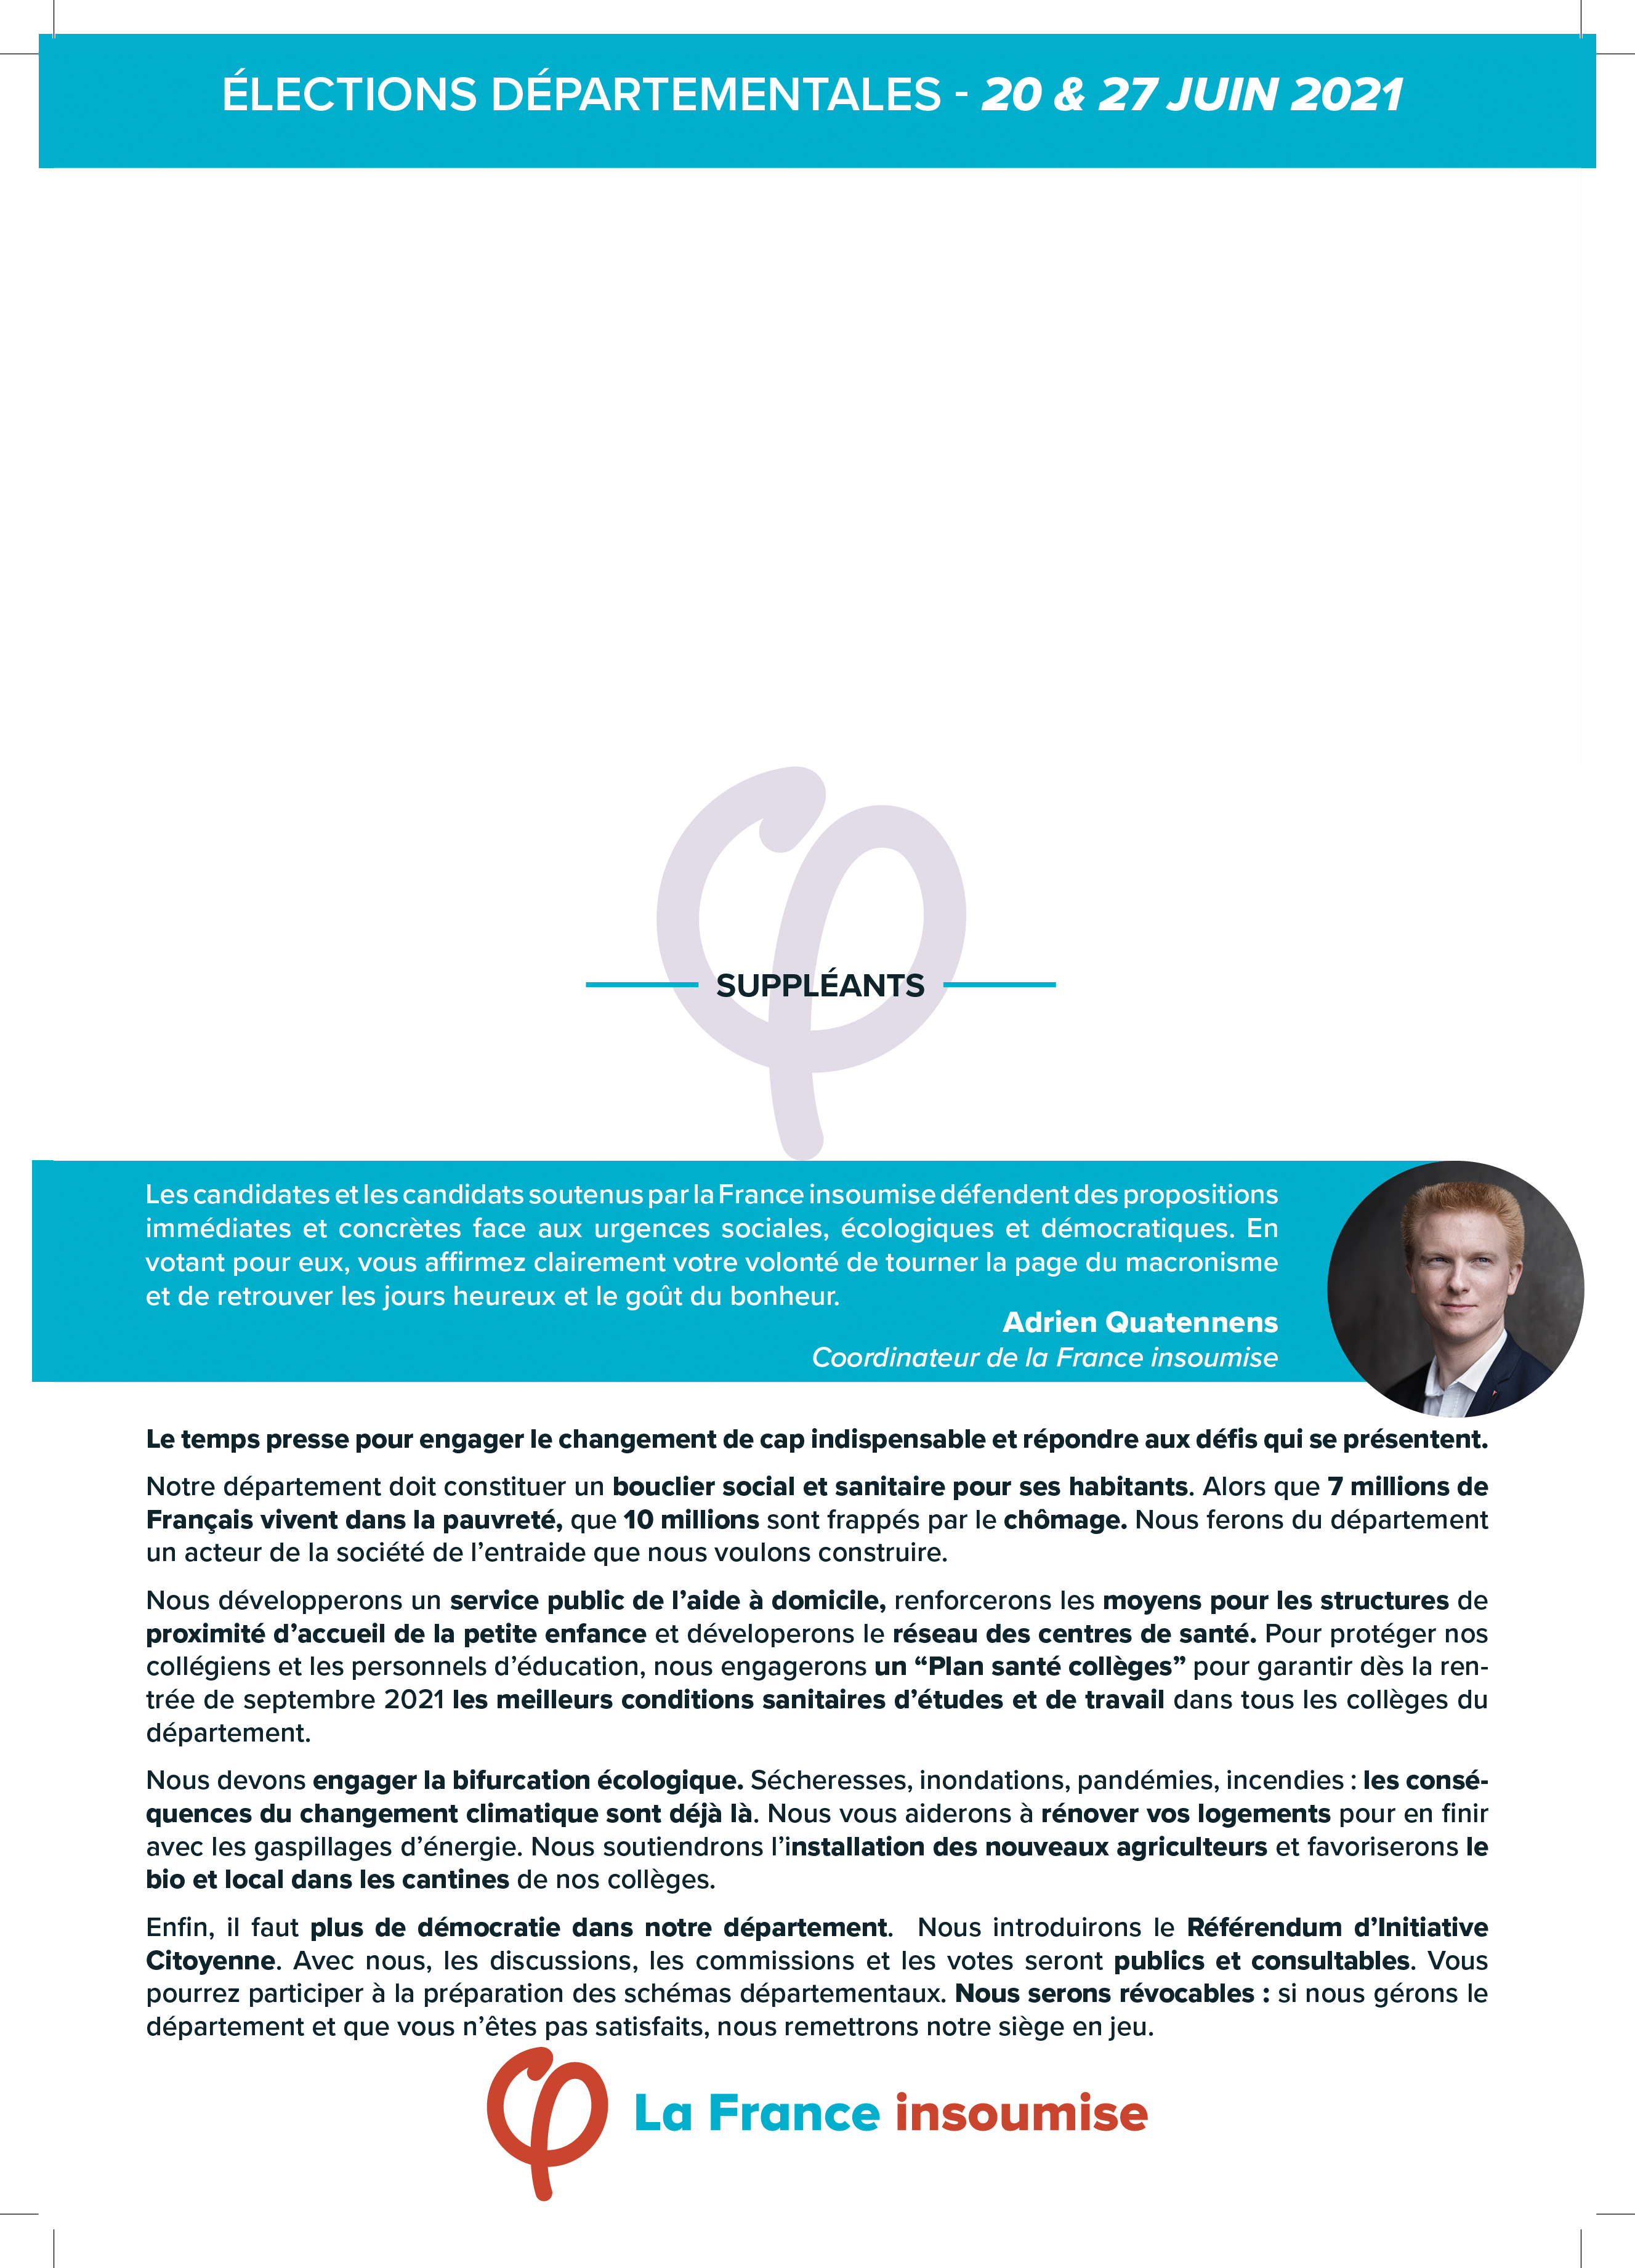 ÉLECTIONS DÉPARTEMENTALES - 20 & 27 JUIN 2021
SUPPLÉANTS
Les candidates et les candidats soutenus par la France insoumise défendent des propositions
immédiates et concrètes face aux urgences sociales, écologiques et démocratiques. En
votant pour eux, vous affirmez clairement votre volonté de tourner la page du macronisme
et de retrouver les jours heureux et le goût du bonheur.
Adrien Quatennens
Coordinateur de la France insoumise
Le temps presse pour engager le changement de cap indispensable et répondre aux défis qui se présentent.
Notre département doit constituer un bouclier social et sanitaire pour ses habitants. Alors que 7 millions de
Français vivent dans la pauvreté, que 10 millions sont frappés par le chômage. Nous ferons du département
un acteur de la société de l’entraide que nous voulons construire.
Nous développerons un service public de l’aide à domicile, renforcerons les moyens pour les structures de
proximité d’accueil de la petite enfance et déveloperons le réseau des centres de santé. Pour protéger nos
collégiens et les personnels d’éducation, nous engagerons un “Plan santé collèges” pour garantir dès la ren-
trée de septembre 2021 les meilleurs conditions sanitaires d’études et de travail dans tous les collèges du
département.
Nous devons engager la bifurcation écologique. Sécheresses, inondations, pandémies, incendies : les consé-
quences du changement climatique sont déjà là. Nous vous aiderons à rénover vos logements pour en finir
avec les gaspillages d’énergie. Nous soutiendrons l’installation des nouveaux agriculteurs et favoriserons le
bio et local dans les cantines de nos collèges.
Enfin, il faut plus de démocratie dans notre département. Nous introduirons le Référendum d’Initiative
Citoyenne. Avec nous, les discussions, les commissions et les votes seront publics et consultables. Vous
pourrez participer à la préparation des schémas départementaux. Nous serons révocables : si nous gérons le
département et que vous n’êtes pas satisfaits, nous remettrons notre siège en jeu.
La France insoumise